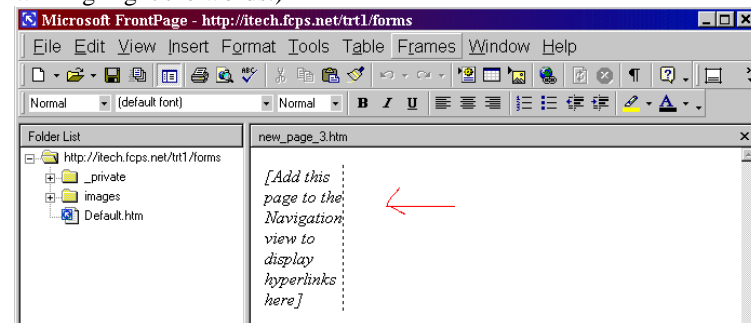 Microsoft FrontPage - http://itech.fcps.net/trt1/forms
File Edit View Insert Format Tools Table Frames Window Help
Normal (default font) Normal B I U A
Folder List new_page_3.htm
http://itech.fcps.net/trt1/forms
_private
images
Default.htm
[Add this
page to the
Navigation
view to
display
hyperlinks
here]